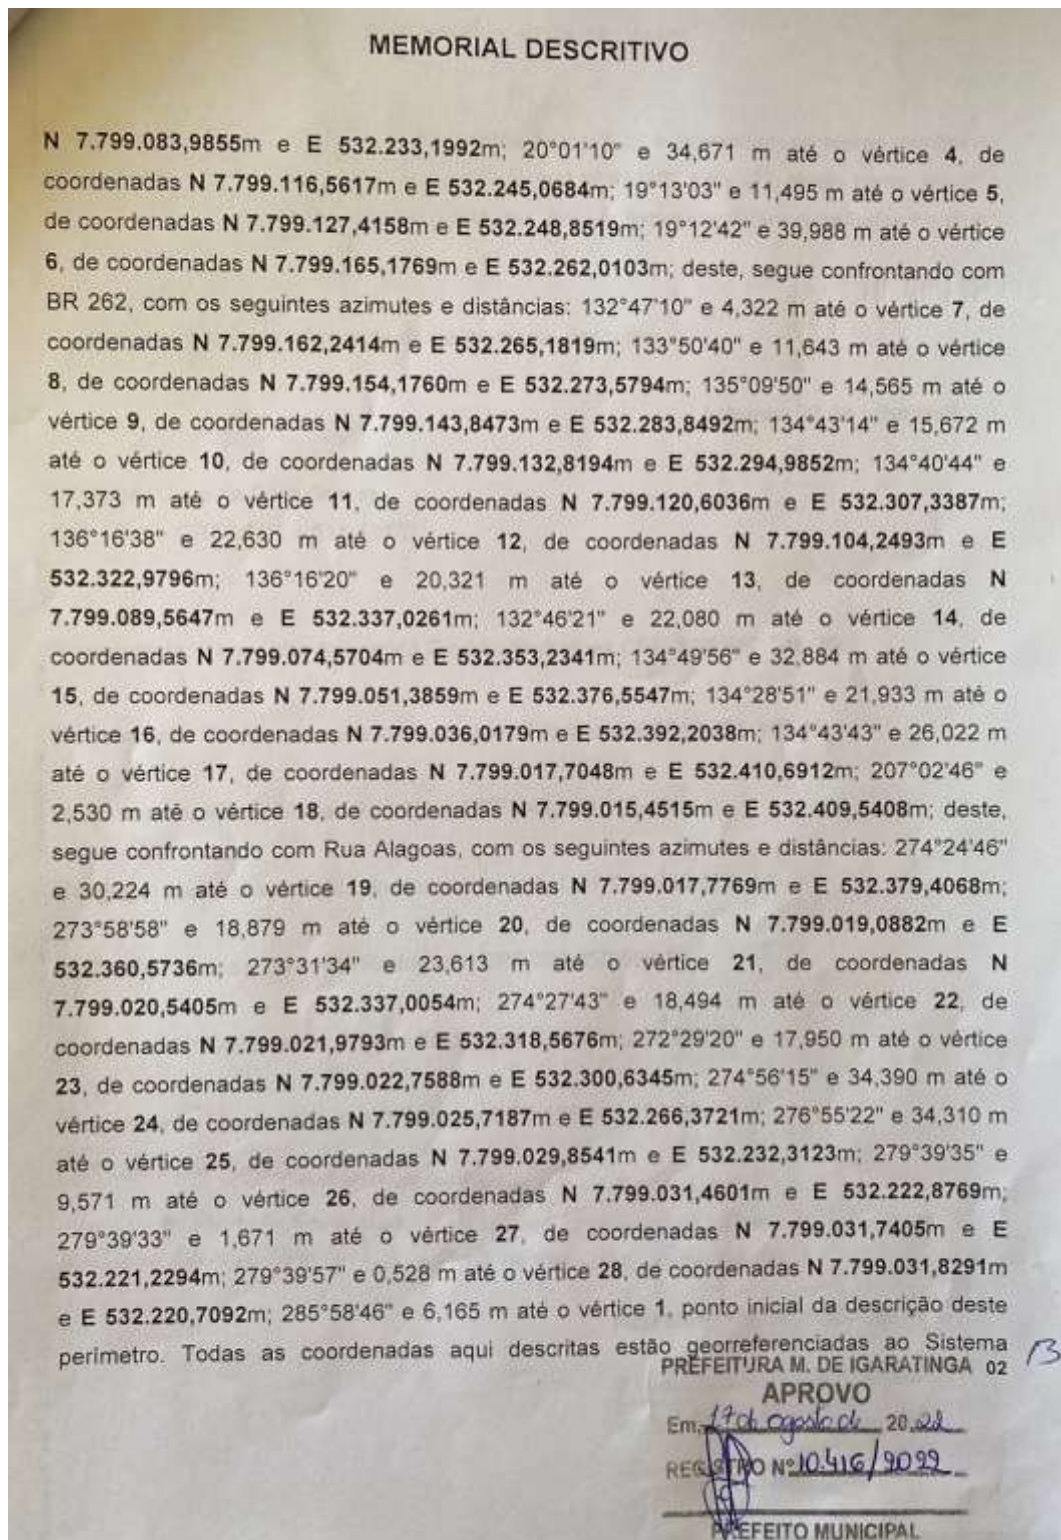 MEMORIAL DESCRITIVO
N 7.799.083,9855m e E 532.233,1992m; 20°01'10" e 34,671 m até o vértice 4, de
coordenadas N 7.799.116,5617m e E 532.245,0684m; 19°13'03" e 11,495 m até o vértice 5,
de coordenadas N 7.799.127,4158m e E 532.248,8519m; 19°12'42" e 39,988 m até o vértice
6, de coordenadas N 7.799.165,1769m e E 532.262,0103m; deste, segue confrontando com
BR 262, com os seguintes azimutes e distâncias: 132°47'10" e 4,322 m até o vértice 7, de
coordenadas N 7.799.162,2414m e E 532.265,1819m; 133°50'40" e 11,643 m até o vértice
8, de coordenadas N 7.799.154,1760m e E 532.273,5794m; 135°09'50" e 14,565 m até o
vértice 9, de coordenadas N 7.799.143,8473m e E 532.283,8492m; 134°43'14" e 15,672 m
até o vértice 10, de coordenadas N 7.799.132,8194m e E 532.294,9852m; 134°40'44" e
17,373 m até o vértice 11, de coordenadas N 7.799.120,6036m e E 532.307,3387m;
136°16'38" e 22,630 m até o vértice 12, de coordenadas N 7.799.104,2493m e E
532.322,9796m; 136°16'20" e 20,321 m até o vértice 13, de coordenadas N
7.799.089,5647m e E 532.337,0261m; 132°46'21" e 22,080 m até o vértice 14, de
coordenadas N 7.799.074,5704m e E 532.353,2341m; 134°49'56" e 32,884 m até o vértice
15, de coordenadas N 7.799.051,3859m e E 532.376,5547m; 134°28'51" e 21,933 m até o
vértice 16, de coordenadas N 7.799.036,0179m e E 532.392,2038m; 134°43'43" e 26,022 m
até o vértice 17, de coordenadas N 7.799.017,7048m e E 532.410,6912m; 207°02'46" e
2,530 m até o vértice 18, de coordenadas N 7.799.015,4515m e E 532.409,5408m; deste,
segue confrontando com Rua Alagoas, com os seguintes azimutes e distâncias: 274°24'46"
e 30,224 m até o vértice 19, de coordenadas N 7.799.017,7769m e E 532.379,4068m;
273°58'58" e 18,879 m até o vértice 20, de coordenadas N 7.799.019,0882m e E
532.360,5736m; 273°31'34" e 23,613 m até o vértice 21, de coordenadas N
7.799.020,5405m e E 532.337,0054m; 274°27'43" e 18,494 m até o vértice 22, de
coordenadas N 7.799.021,9793m e E 532.318,5676m; 272°29'20" e 17,950 m até o vértice
23, de coordenadas N 7.799.022,7588m e E 532.300,6345m; 274°56'15" e 34,390 m até o
vértice 24, de coordenadas N 7.799.025,7187m e E 532.266,3721m; 276°55'22" e 34,310 m
até o vértice 25, de coordenadas N 7.799.029,8541m e E 532.232,3123m; 279°39'35" e
9,571 m até o vértice 26, de coordenadas N 7.799.031,4601m e E 532.222,8769m;
279°39'33" e 1,671 m até o vértice 27, de coordenadas N 7.799.031,7405m e E
532.221,2294m; 279°39'57" e 0,528 m até o vértice 28, de coordenadas N 7.799.031,8291m
e E 532.220,7092m; 285°58'46" e 6,165 m até o vértice 1, ponto inicial da descrição deste
perimetro. Todas as coordenadas aqui descritas estão georreferenciadas ao Sistema
PREFEITURA M. DE IGARATINGA 02
APROVO
Em, 17 de agosto de 2022
REGISTRO Nº 10.416/2022
PREFEITO MUNICIPAL